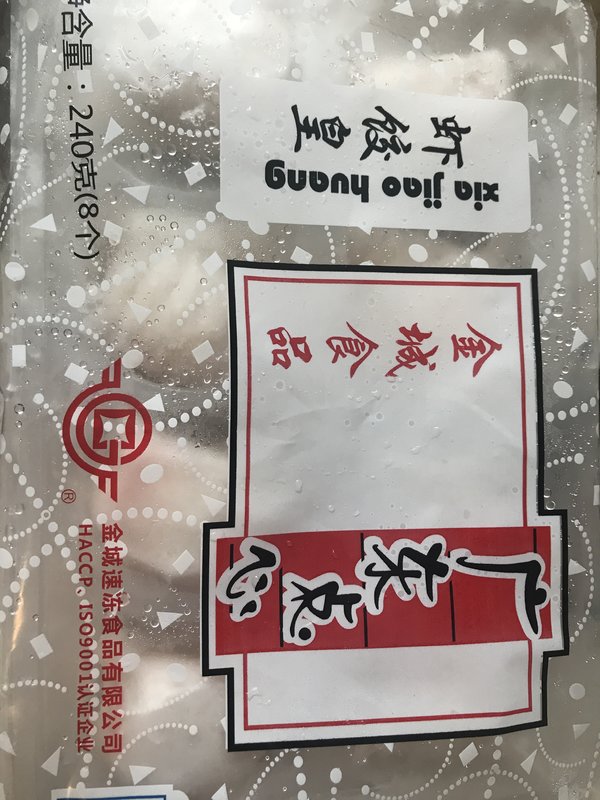 虾饺皇
xia jiao huang
金城食品
广东点心
含量：240克(8个)
®
金城速冻食品有限公司
HACCP、ISO9001认证企业